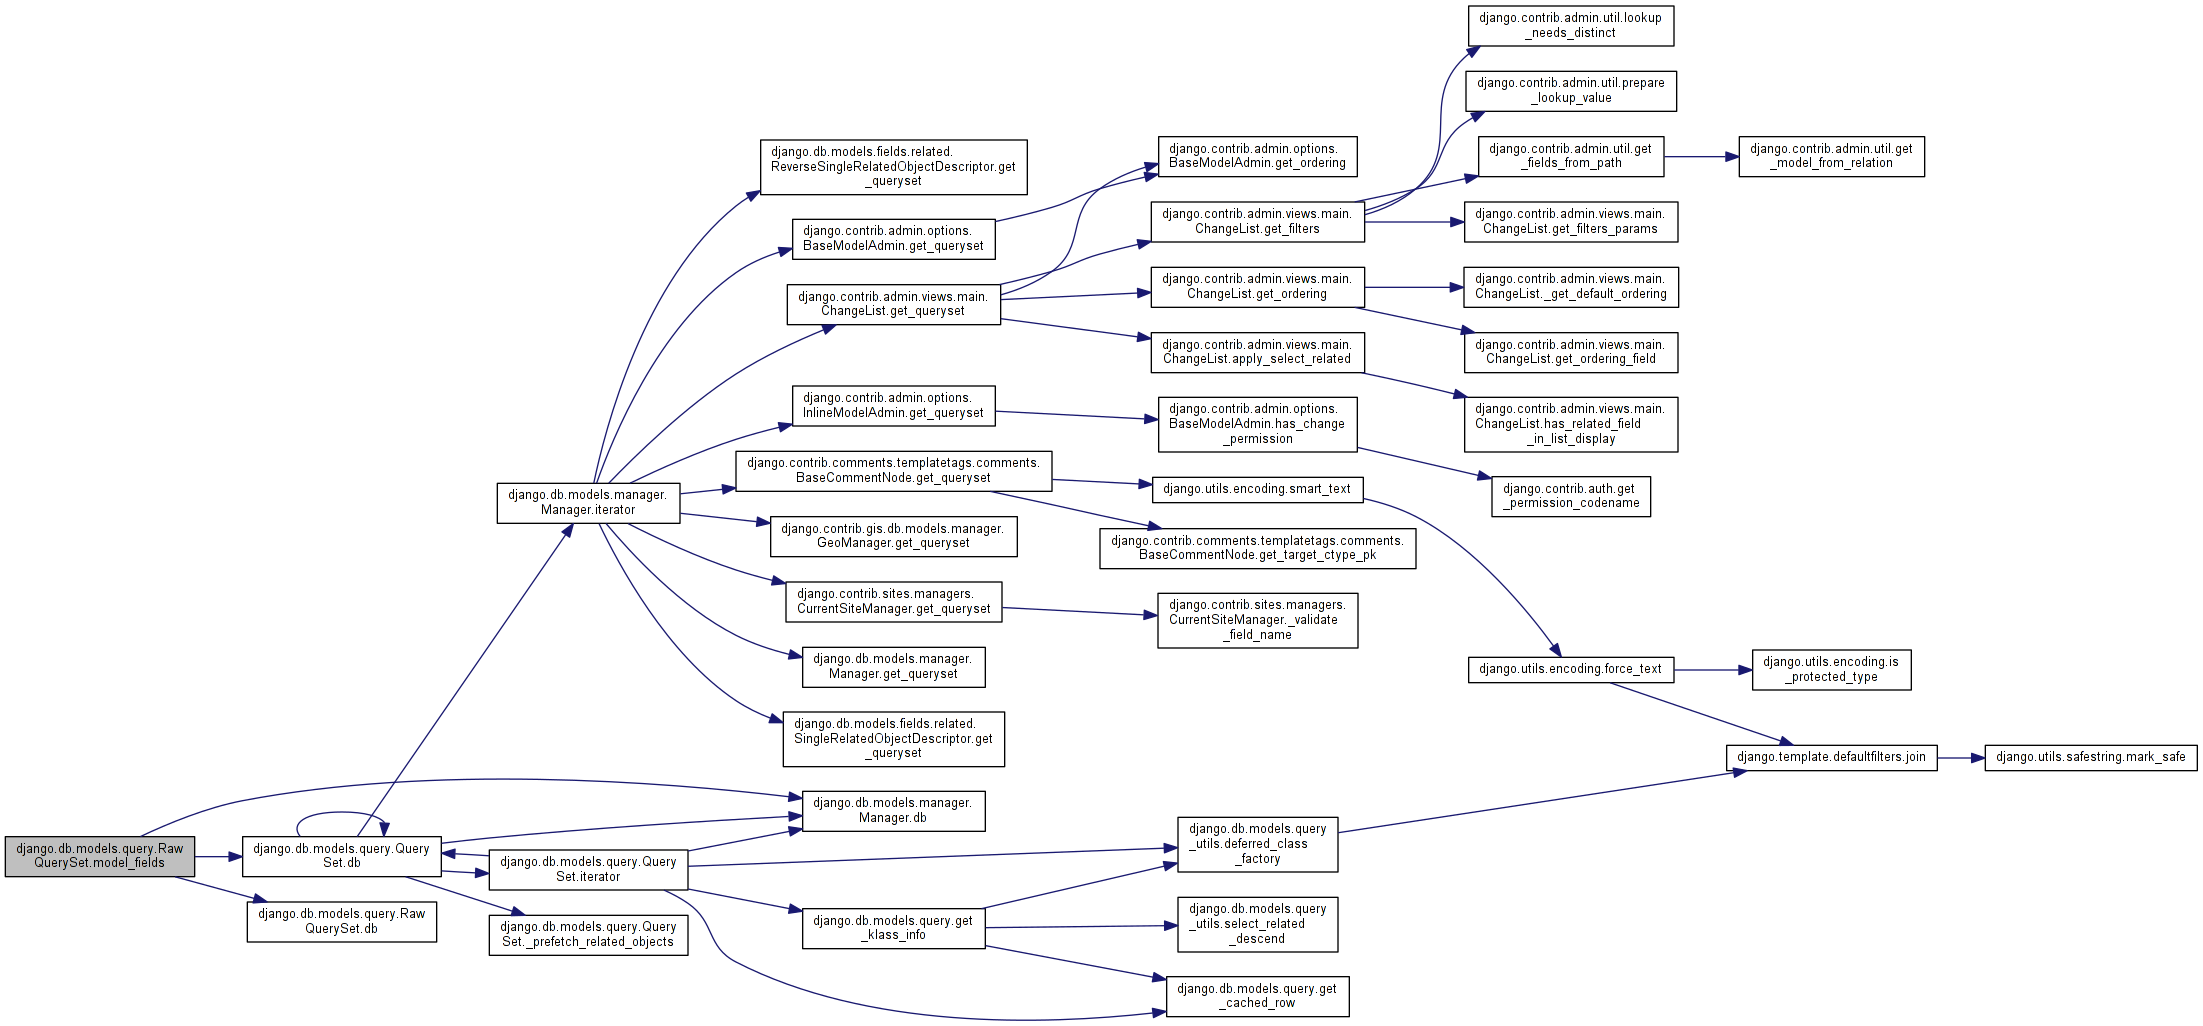 django.contrib.admin.util.lookup
_needs_distinct
django.contrib.admin.util.prepare
_lookup_value
django.db.models.fields.related.
ReverseSingleRelatedObjectDescriptor.get
_queryset
django.contrib.admin.options.
BaseModelAdmin.get_ordering
django.contrib.admin.util.get
_fields_from_path
django.contrib.admin.util.get
_model_from_relation
django.contrib.admin.options.
BaseModelAdmin.get_queryset
django.contrib.admin.views.main.
ChangeList.get_filters
django.contrib.admin.views.main.
ChangeList.get_filters_params
django.contrib.admin.views.main.
ChangeList.get_queryset
django.contrib.admin.views.main.
ChangeList.get_ordering
django.contrib.admin.views.main.
ChangeList._get_default_ordering
django.contrib.admin.views.main.
ChangeList.apply_select_related
django.contrib.admin.views.main.
ChangeList.get_ordering_field
django.contrib.admin.options.
InlineModelAdmin.get_queryset
django.contrib.admin.options.
BaseModelAdmin.has_change
_permission
django.contrib.admin.views.main.
ChangeList.has_related_field
_in_list_display
django.contrib.comments.templatetags.comments.
BaseCommentNode.get_queryset
django.utils.encoding.smart_text
django.contrib.auth.get
_permission_codename
django.db.models.manager.
Manager.iterator
django.contrib.gis.db.models.manager.
GeoManager.get_queryset
django.contrib.comments.templatetags.comments.
BaseCommentNode.get_target_ctype_pk
django.contrib.sites.managers.
CurrentSiteManager.get_queryset
django.contrib.sites.managers.
CurrentSiteManager._validate
_field_name
django.db.models.manager.
Manager.get_queryset
django.utils.encoding.force_text
django.utils.encoding.is
_protected_type
django.db.models.fields.related.
SingleRelatedObjectDescriptor.get
_queryset
django.template.defaultfilters.join
django.utils.safestring.mark_safe
django.db.models.manager.
Manager.db
django.db.models.query.Raw
QuerySet.model_fields
django.db.models.query.Query
Set.db
django.db.models.query.Query
Set.iterator
django.db.models.query
_utils.deferred_class
_factory
django.db.models.query.Raw
QuerySet.db
django.db.models.query.Query
Set._prefetch_related_objects
django.db.models.query.get
_klass_info
django.db.models.query
_utils.select_related
_descend
django.db.models.query.get
_cached_row